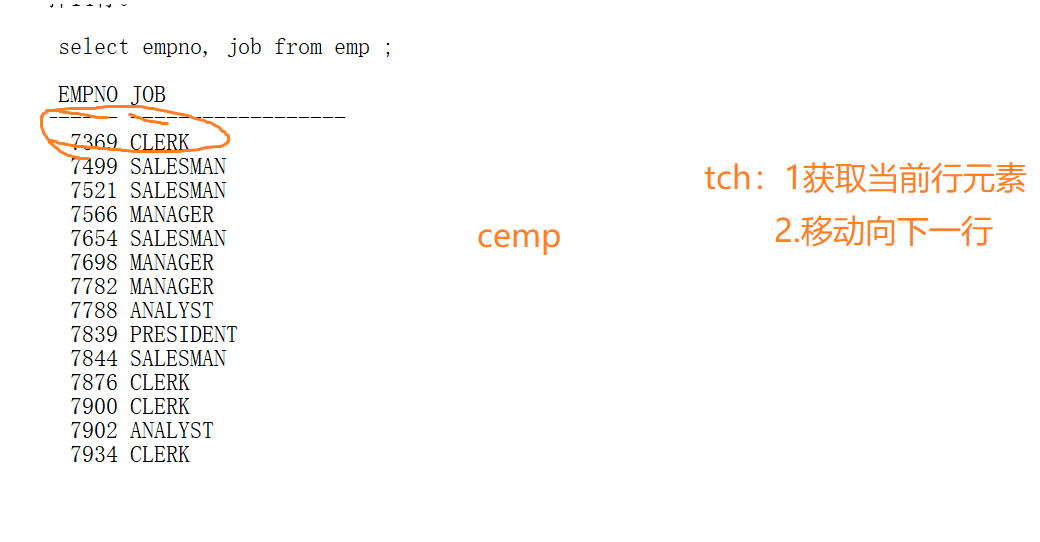 select empno, job from emp ;
EMPNO JOB
------ ------------------
7369 CLERK
7499 SALESMAN
7521 SALESMAN
7566 MANAGER
7654 SALESMAN
7698 MANAGER
7782 MANAGER
7788 ANALYST
7839 PRESIDENT
7844 SALESMAN
7876 CLERK
7900 CLERK
7902 ANALYST
7934 CLERK
cemp
tch：1获取当前行元素
2.移动向下一行